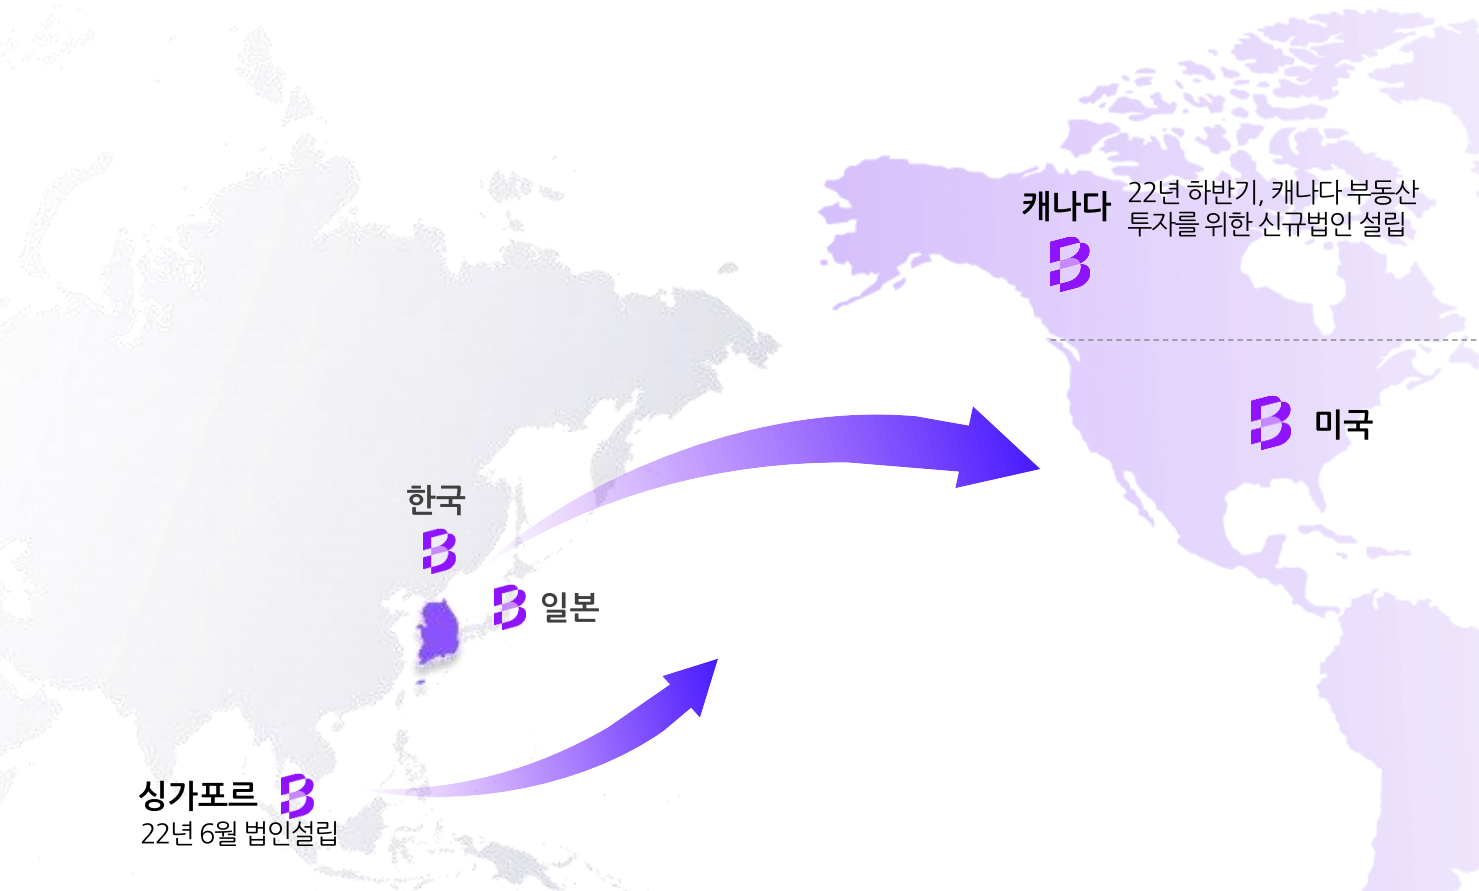 캐나다
22년 하반기, 캐나다 부동산
투자를 위한 신규법인 설립
미국
한국
일본
싱가포르
22년 6월 법인설립